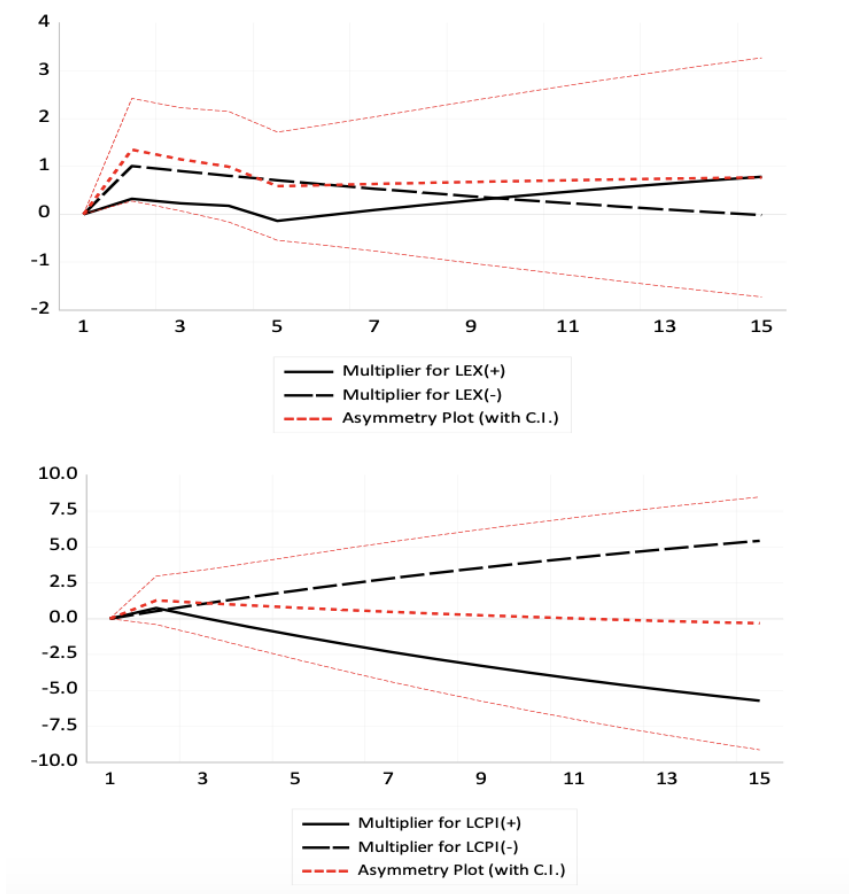 4
3
2
1
0
-1
-2
1 3 5 7 9 11 13 15
Multiplier for LEX(+)
Multiplier for LEX(-)
Asymmetry Plot (with C.I.)
10.0
7.5
5.0
2.5
0.0
-2.5
-5.0
-7.5
-10.0
1 3 5 7 9 11 13 15
Multiplier for LCPI(+)
Multiplier for LCPI(-)
Asymmetry Plot (with C.I.)